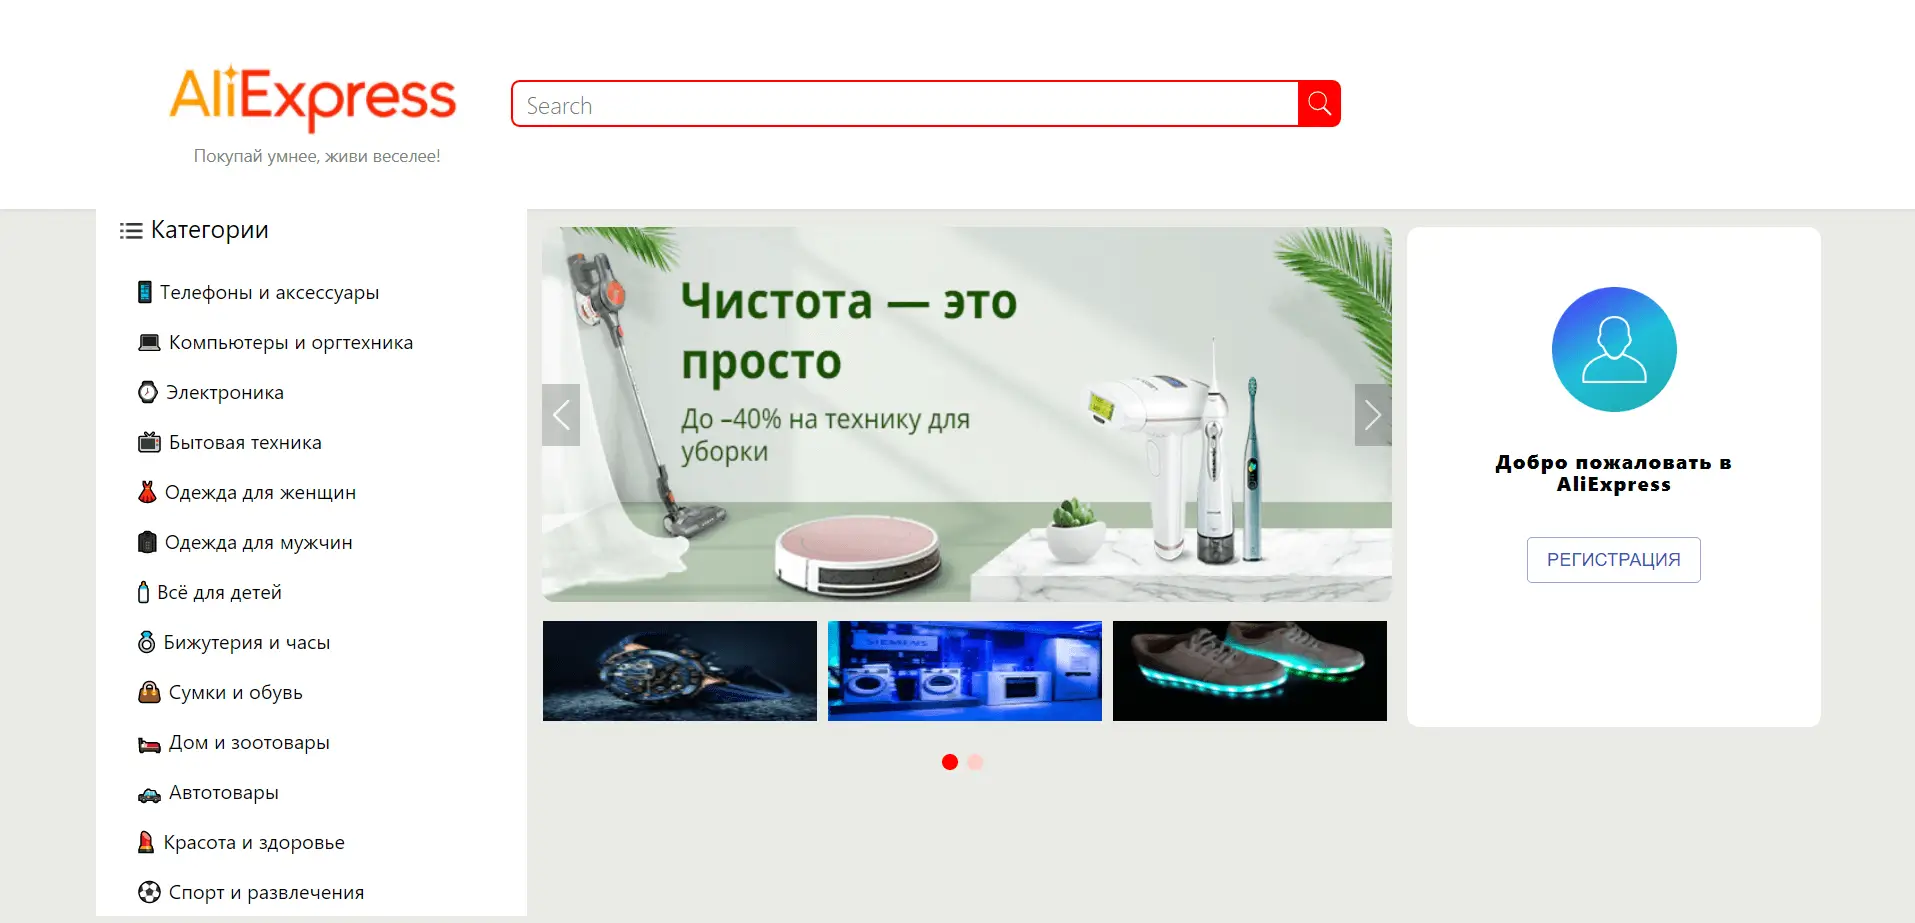 AliExpress
Search
Покупай умнее, живи веселее!
Категории
Телефоны и аксессуары
Компьютеры и оргтехника
Электроника
Бытовая техника
Одежда для женщин
Одежда для мужчин
Всё для детей
Бижутерия и часы
Сумки и обувь
Дом и зоотовары
Автотовары
Красота и здоровье
Спорт и развлечения
Чистота — это
просто
До –40% на технику для
уборки
SIEMENS
Добро пожаловать в
AliExpress
РЕГИСТРАЦИЯ